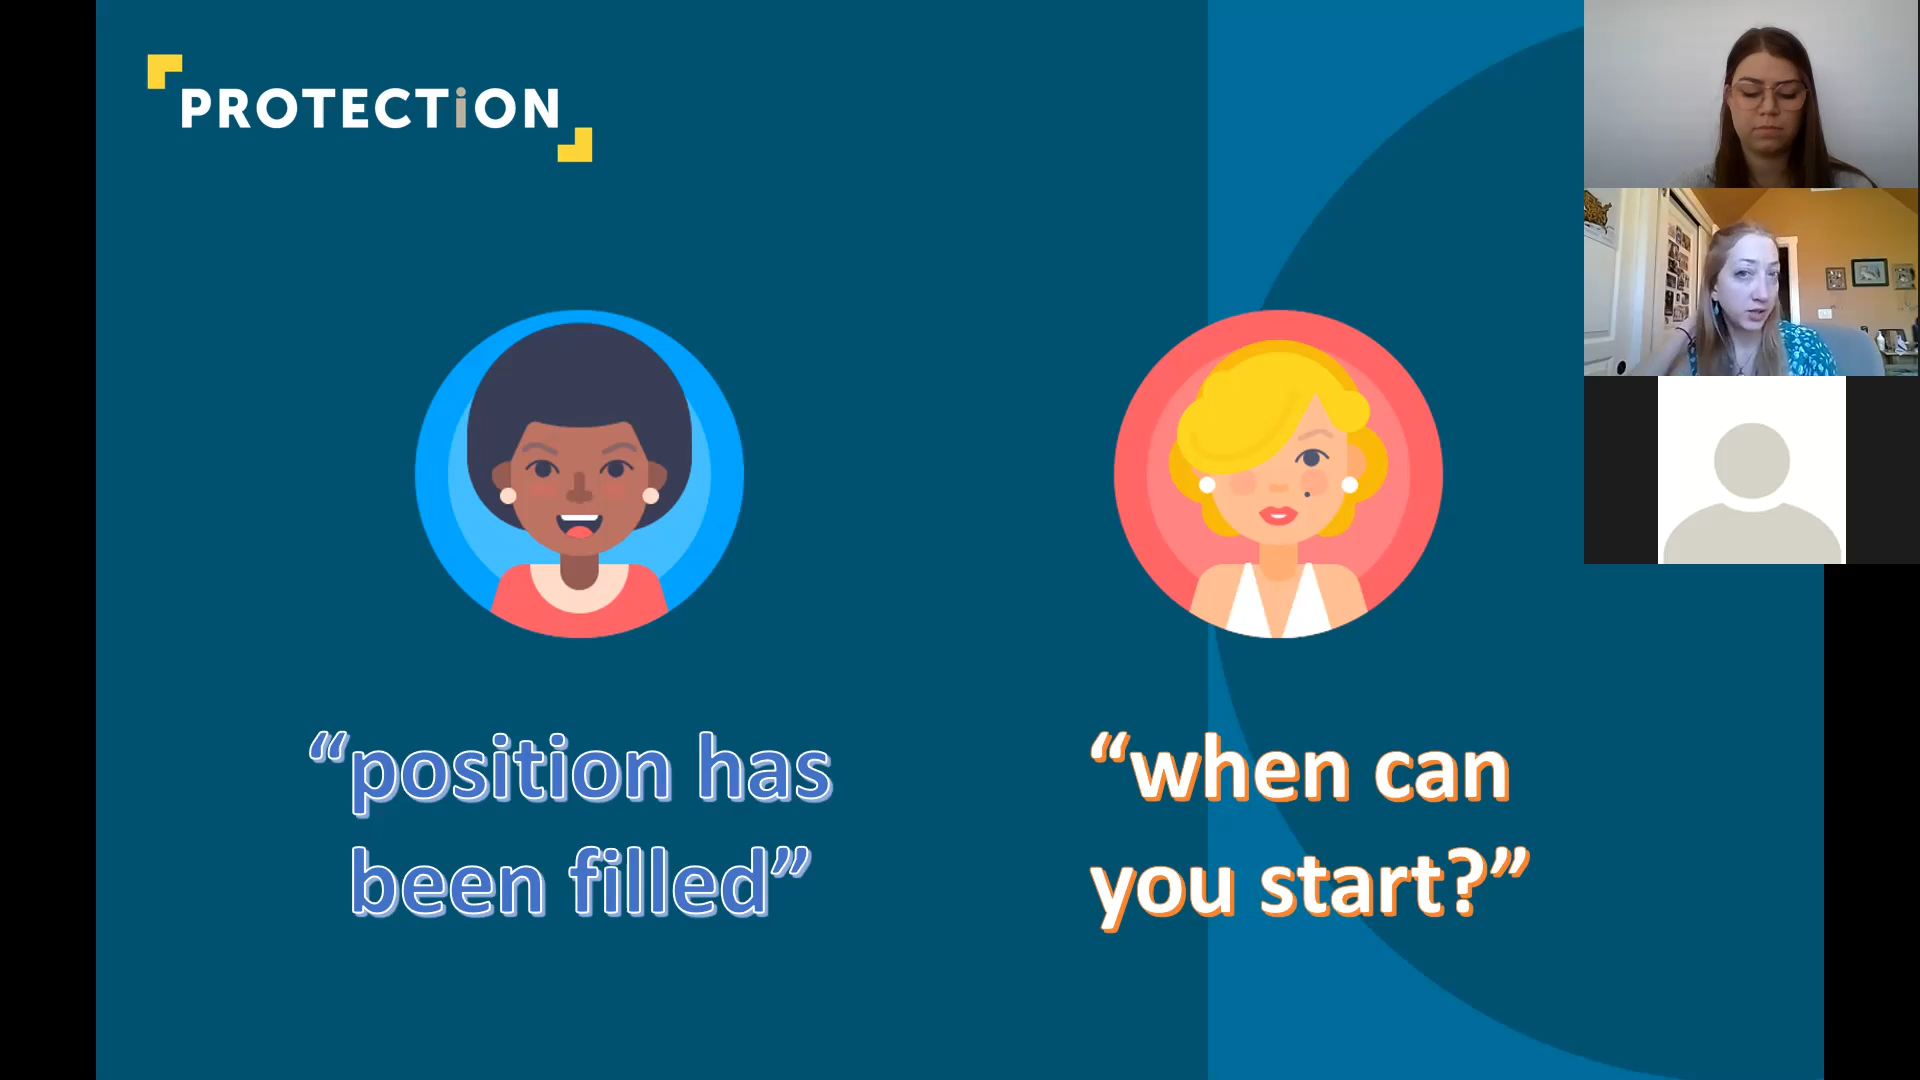 PROTECTiON
“position has
been filled”
“when can
you start?”